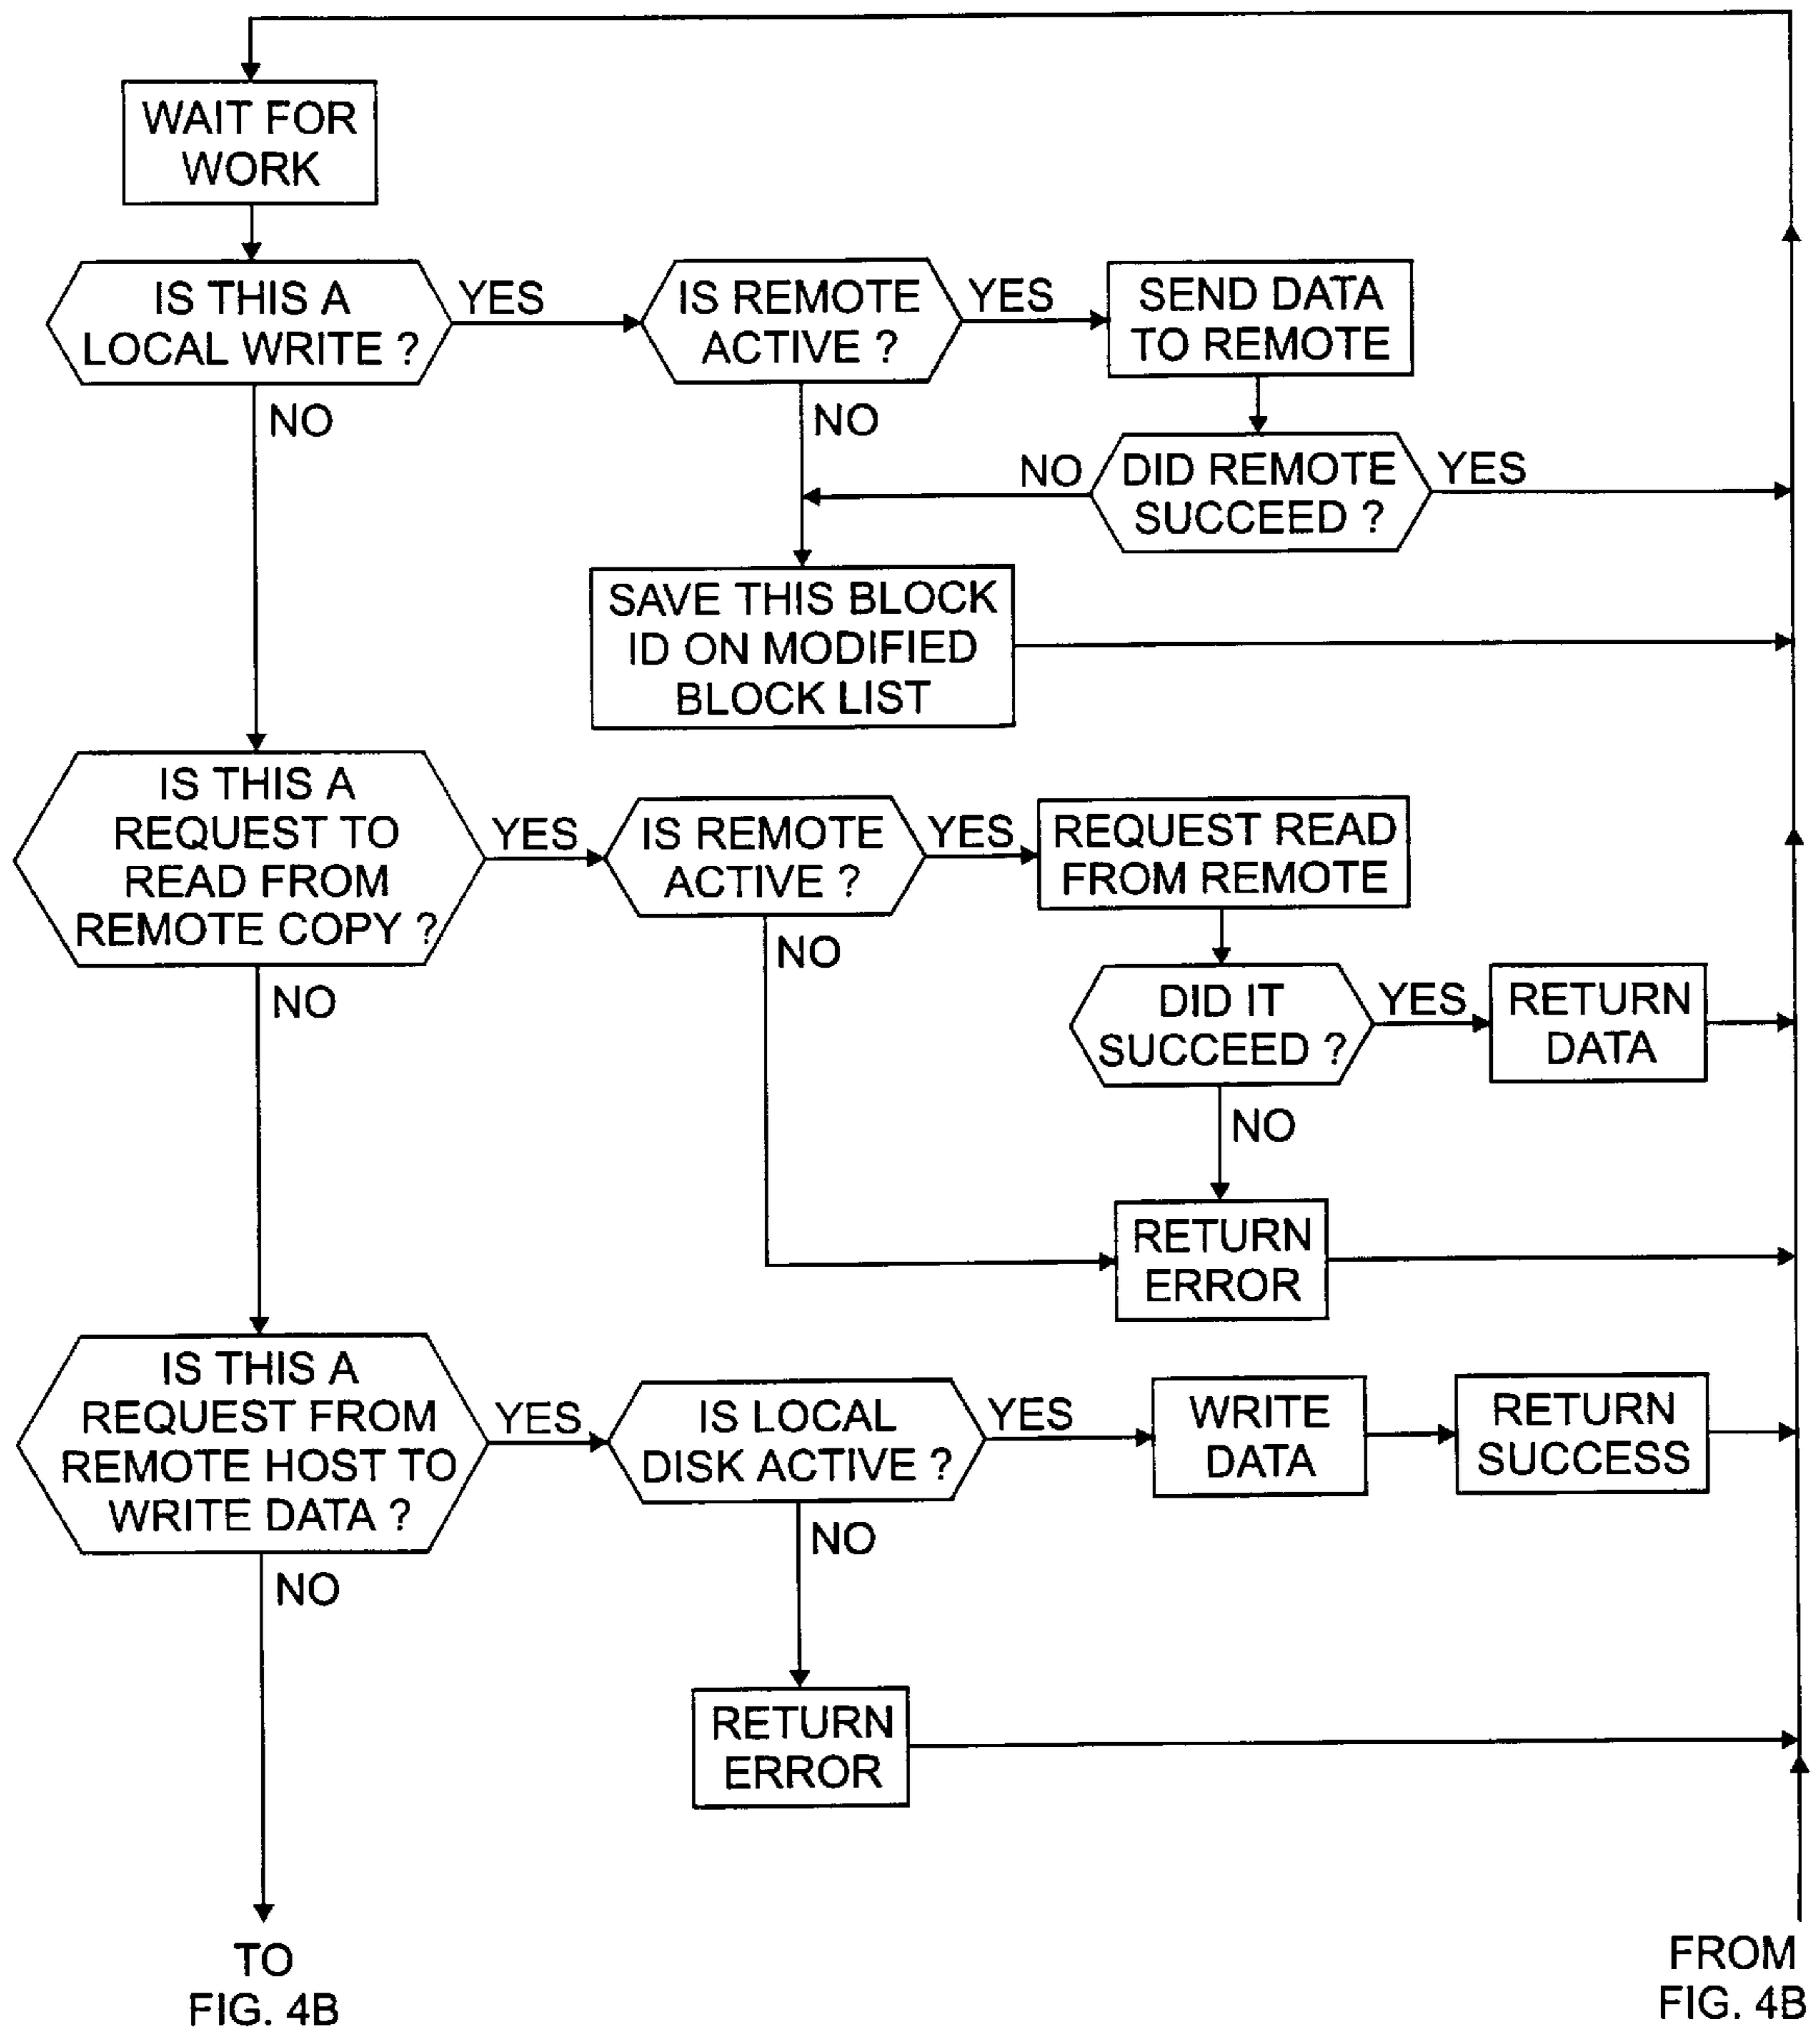 WAIT FOR
WORK
IS THIS A
LOCAL WRITE ?
YES
IS REMOTE
ACTIVE ?
YES
SEND DATA
TO REMOTE
NO
NO
NO
DID REMOTE
SUCCEED ?
YES
SAVE THIS BLOCK
ID ON MODIFIED
BLOCK LIST
IS THIS A
REQUEST TO
READ FROM
REMOTE COPY ?
YES
IS REMOTE
ACTIVE ?
YES
REQUEST READ
FROM REMOTE
NO
NO
DID IT
SUCCEED ?
YES
RETURN
DATA
NO
RETURN
ERROR
IS THIS A
REQUEST FROM
REMOTE HOST TO
WRITE DATA ?
YES
IS LOCAL
DISK ACTIVE ?
YES
WRITE
DATA
RETURN
SUCCESS
NO
NO
RETURN
ERROR
TO
FIG. 4B
FROM
FIG. 4B